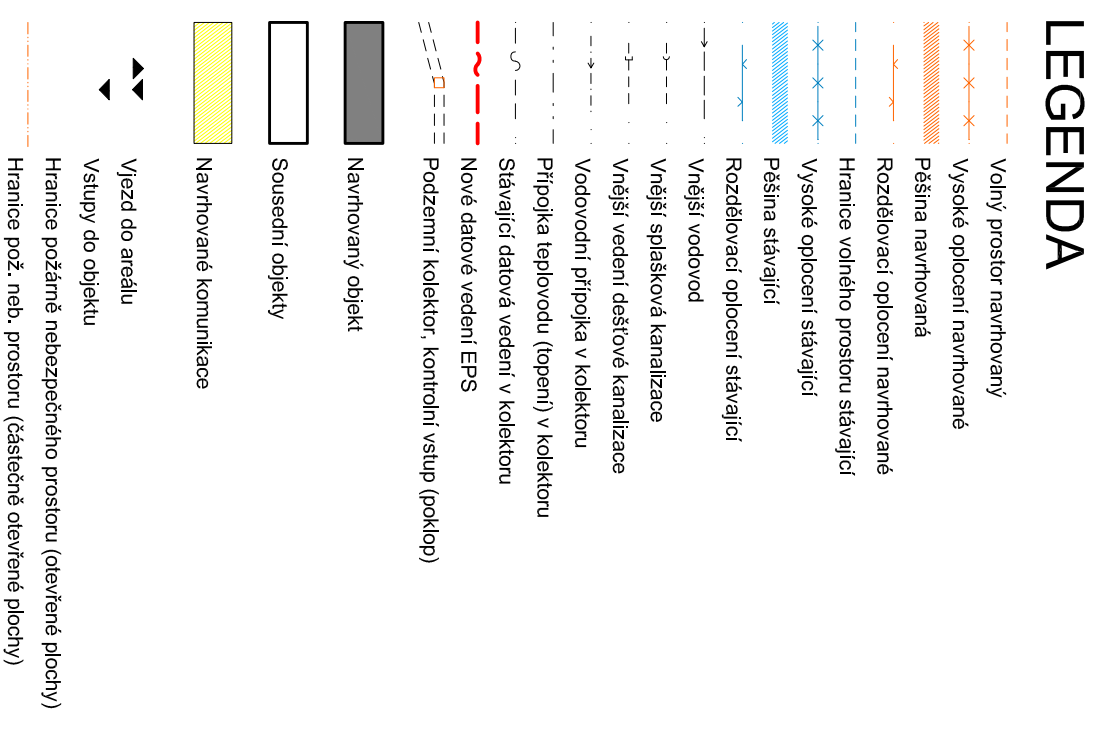 LEGENDA
Volný prostor navrhovaný
Vysoké oplocení navrhované
Pěšina navrhovaná
Rozdělovací oplocení navrhované
Hranice volného prostoru stávající
Vysoké oplocení stávající
Pěšina stávající
Rozdělovací oplocení stávající
Vnější vodovod
Vnější splašková kanalizace
Vnější vedení dešťové kanalizace
Vodovodní přípojka v kolektoru
Přípojka teplovodu (topení) v kolektoru
Stávající datová vedení v kolektoru
Nové datové vedení EPS
Podzemní kolektor, kontrolní vstup (poklop)
Navrhovaný objekt
Sousední objekty
Navrhované komunikace
Vjezd do areálu
Vstupy do objektu
Hranice požárně nebezpečného prostoru (otevřené plochy)
Hranice pož. neb. prostoru (částečně otevřené plochy)